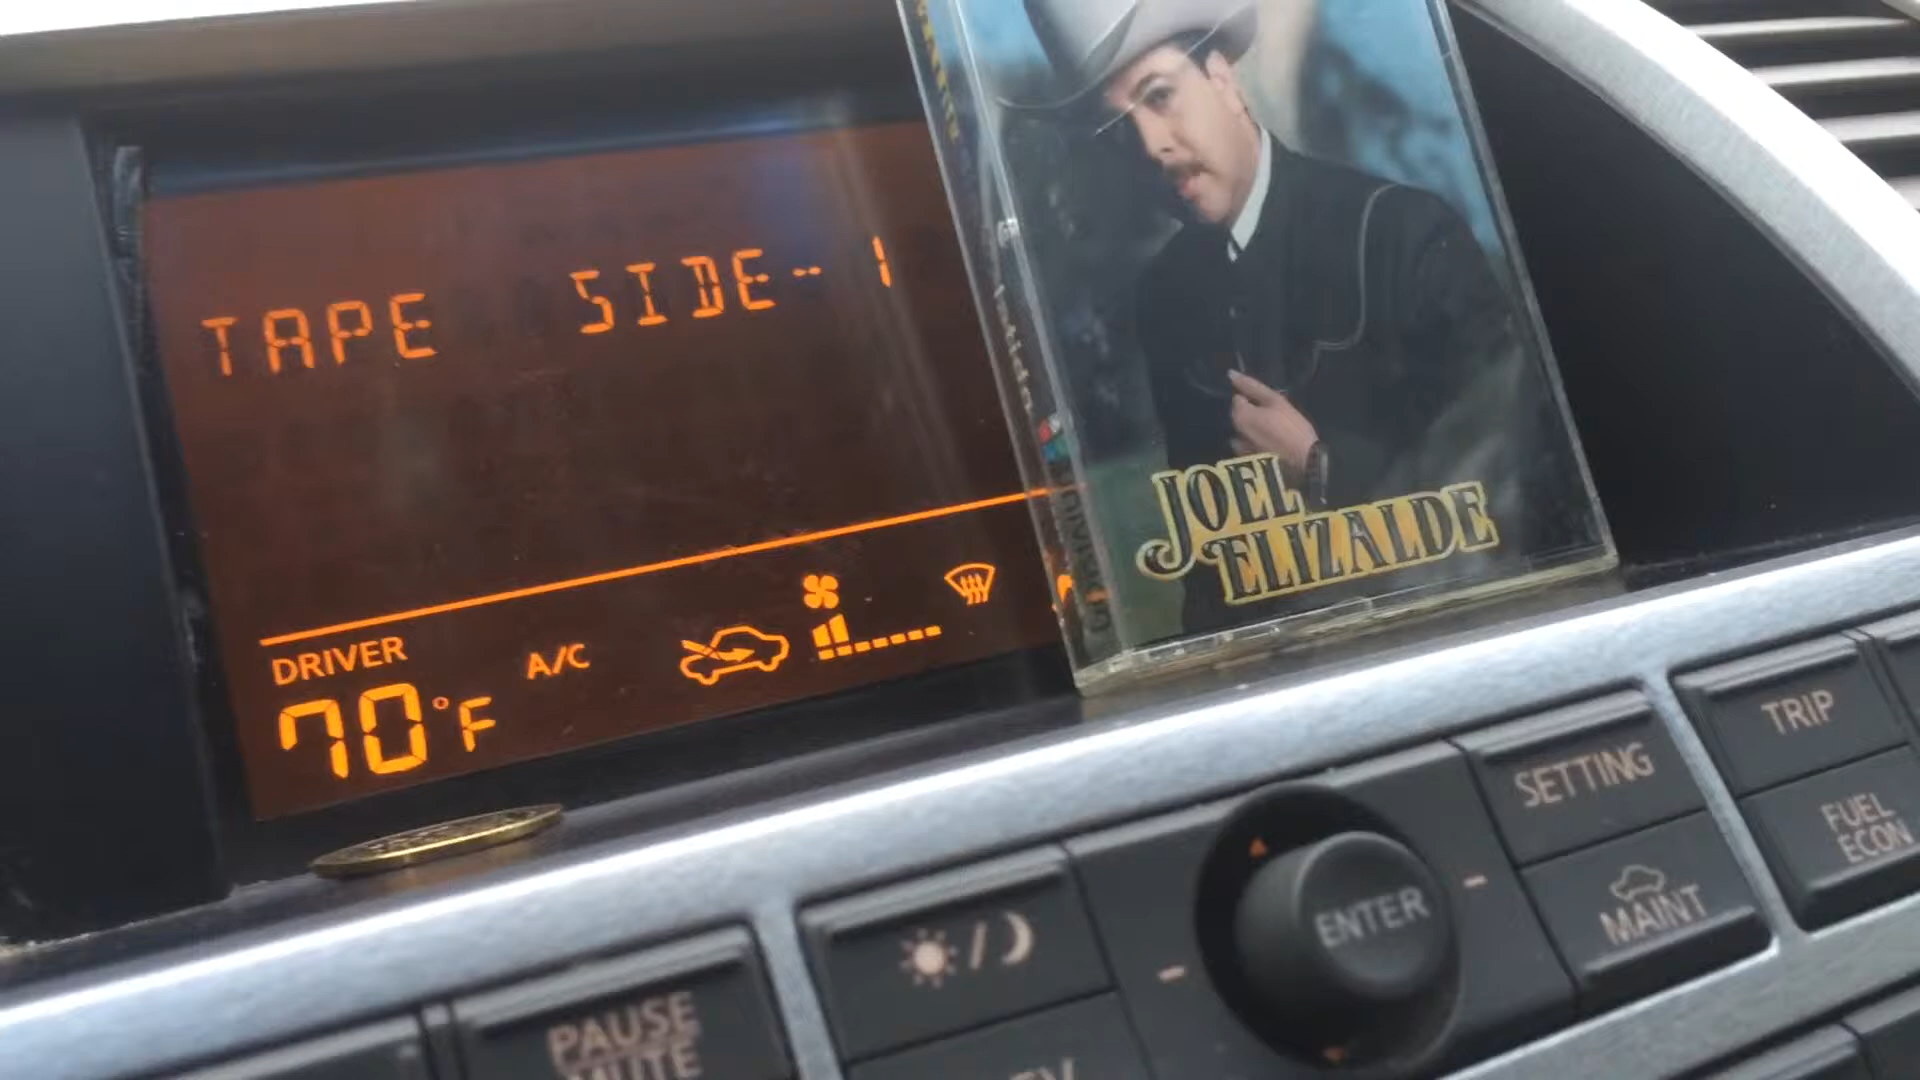 TAPE SIDE-1
JOEL
ELIZALDE
DRIVER
70°F
A/C
TRIP
SETTING
FUEL
ECON
MAINT
ENTER
PAUSE
MUTE